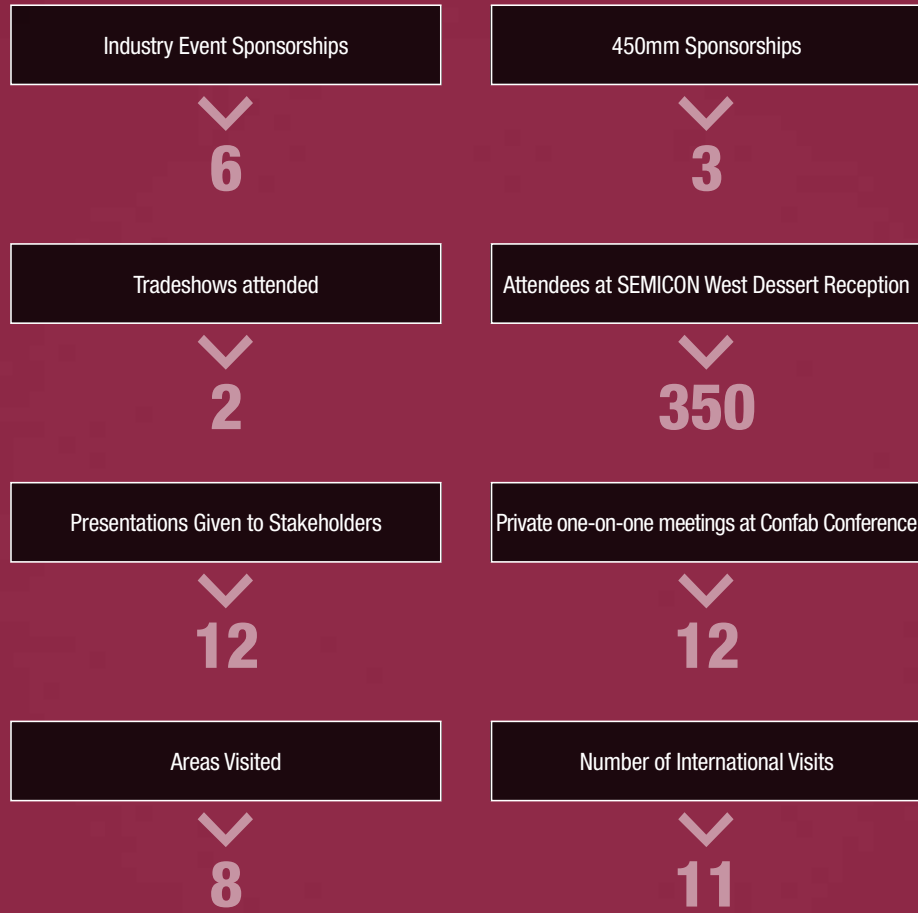 Industry Event Sponsorships
6
450mm Sponsorships
3
Tradeshows attended
2
Attendees at SEMICON West Dessert Reception
350
Presentations Given to Stakeholders
12
Private one-on-one meetings at Confab Conference
12
Areas Visited
8
Number of International Visits
11